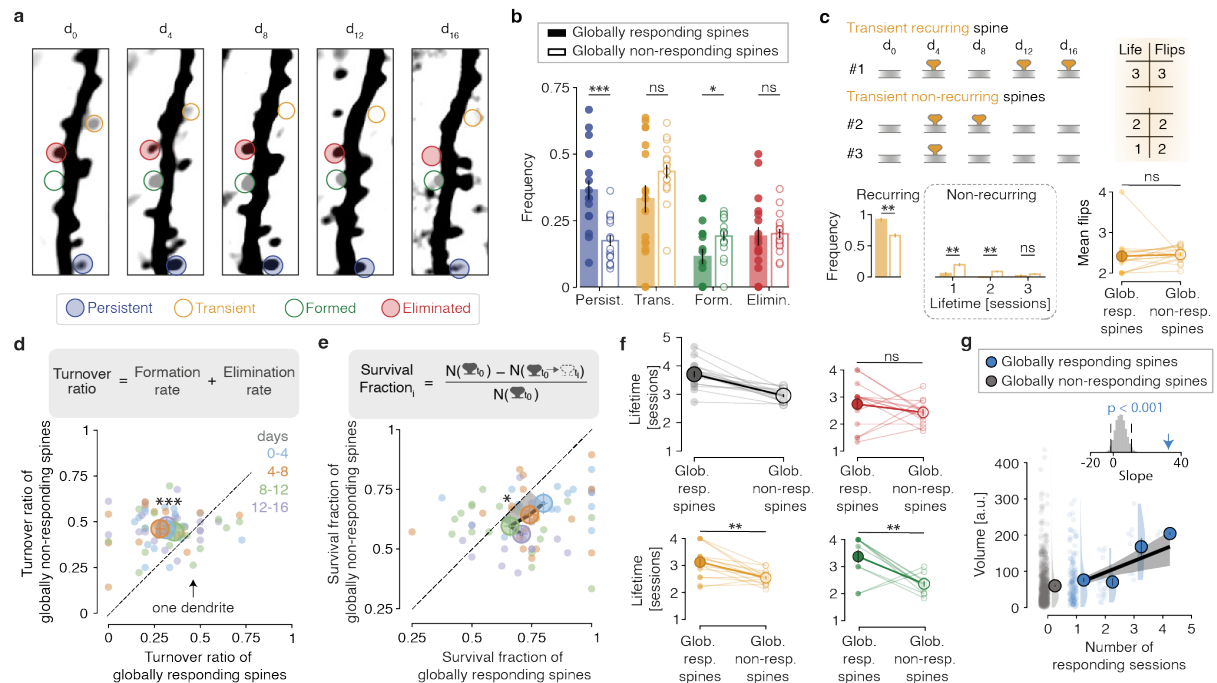 a
d0 d4 d8 d12 d16
Persistent Transient Formed Eliminated
b
Globally responding spines
Globally non-responding spines
*** ns * ns
Frequency
0.75
0.5
0.25
0
Persist. Trans. Form. Elimin.
c
Transient recurring spine
d0 d4 d8 d12 d16
#1
Transient non-recurring spines
#2
#3
Life Flips
3 3
2 2
1 2
Recurring
**
Frequency
1
0.5
0
Non-recurring
** ** ns
1 2 3
Lifetime [sessions]
ns
Mean flips
4
3
2
Glob. resp. spines
Glob. non-resp. spines
d
Turnover ratio = Formation rate + Elimination rate
Turnover ratio of globally non-responding spines
1
0.75
0.5
0.25
0
days
0-4
4-8
8-12
12-16
***
one dendrite
0 0.25 0.5 0.75 1
Turnover ratio of
globally responding spines
e
Survival Fractioni = N( t0) − N( t0→ ti) / N( t0)
Survival fraction of globally non-responding spines
1
0.75
0.5
0.25
*
0.25 0.5 0.75 1
Survival fraction of
globally responding spines
f
Lifetime [sessions]
5
4
3
2
1
Glob. resp. spines
Glob. non-resp. spines
ns
4
3
2
1
Glob. resp. spines
Glob. non-resp. spines
**
Lifetime [sessions]
4
3
2
1
Glob. resp. spines
Glob. non-resp. spines
**
4
3
2
1
Glob. resp. spines
Glob. non-resp. spines
g
Globally responding spines
Globally non-responding spines
p < 0.001
-20 0 40
Slope
Volume [a.u.]
400
300
200
100
0
0 1 2 3 4 5
Number of
responding sessions